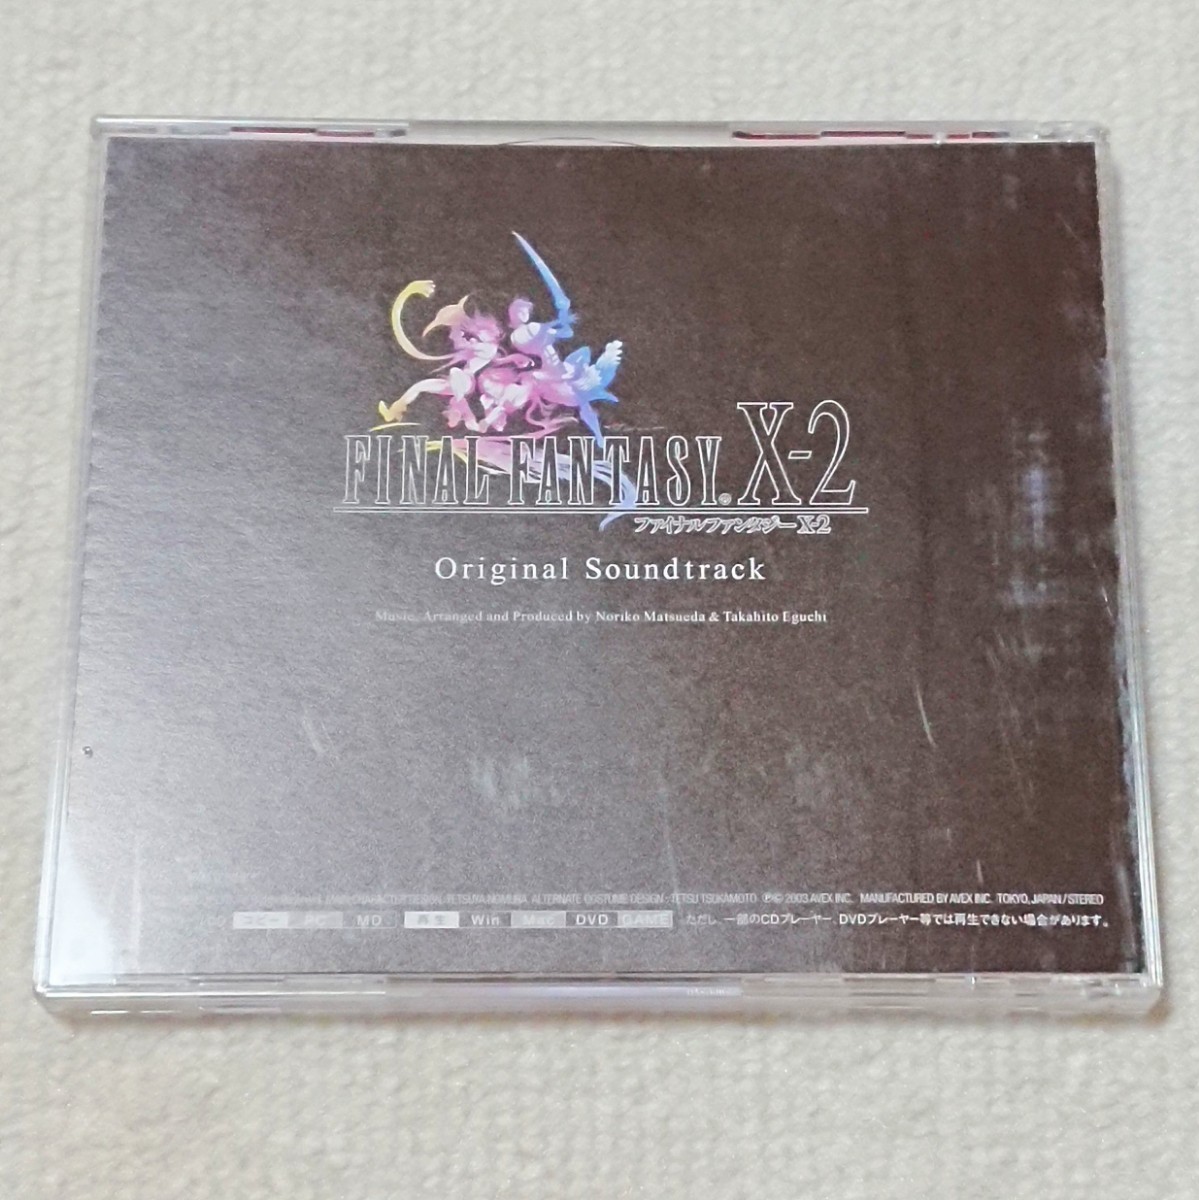 FINAL FANTASY® X-2
ファイナルファンタジー X-2
Original Soundtrack
Music, Arranged and Produced by Noriko Matsueda & Takahito Eguchi
CHARACTER DESIGN : TETSUYA NOMURA ALTERNATE COSTUME DESIGN : TETSU TSUKAMOTO ℗© 2003 AVEX INC. MANUFACTURED BY AVEX INC. TOKYO, JAPAN / STEREO
コピー PC MD 再生 Win Mac DVD GAME ただし、一部のCDプレーヤー、DVDプレーヤー等では再生できない場合があります。